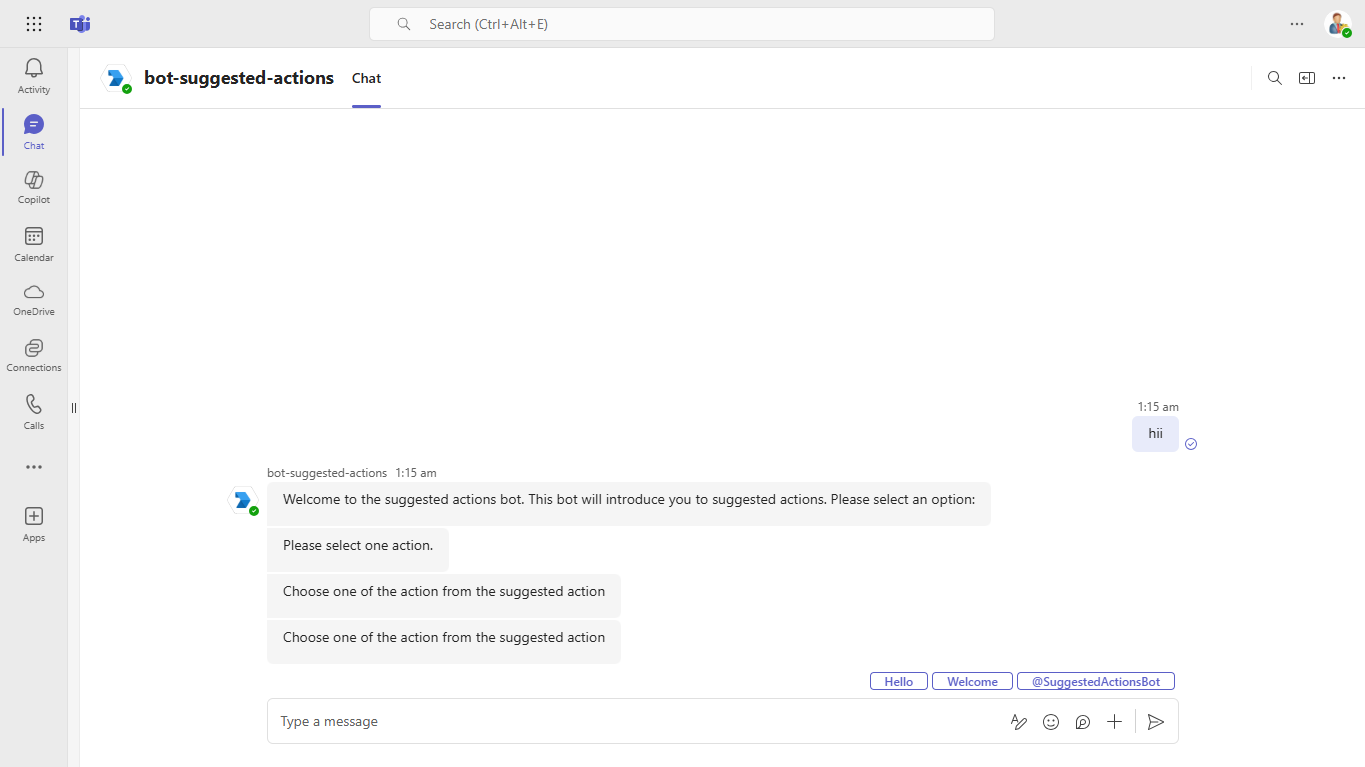 Search (Ctrl+Alt+E)
bot-suggested-actions Chat
Activity
Chat
Copilot
Calendar
OneDrive
Connections
Calls
Apps
1:15 am
hii
bot-suggested-actions 1:15 am
Welcome to the suggested actions bot. This bot will introduce you to suggested actions. Please select an option:
Please select one action.
Choose one of the action from the suggested action
Choose one of the action from the suggested action
Hello Welcome @SuggestedActionsBot
Type a message